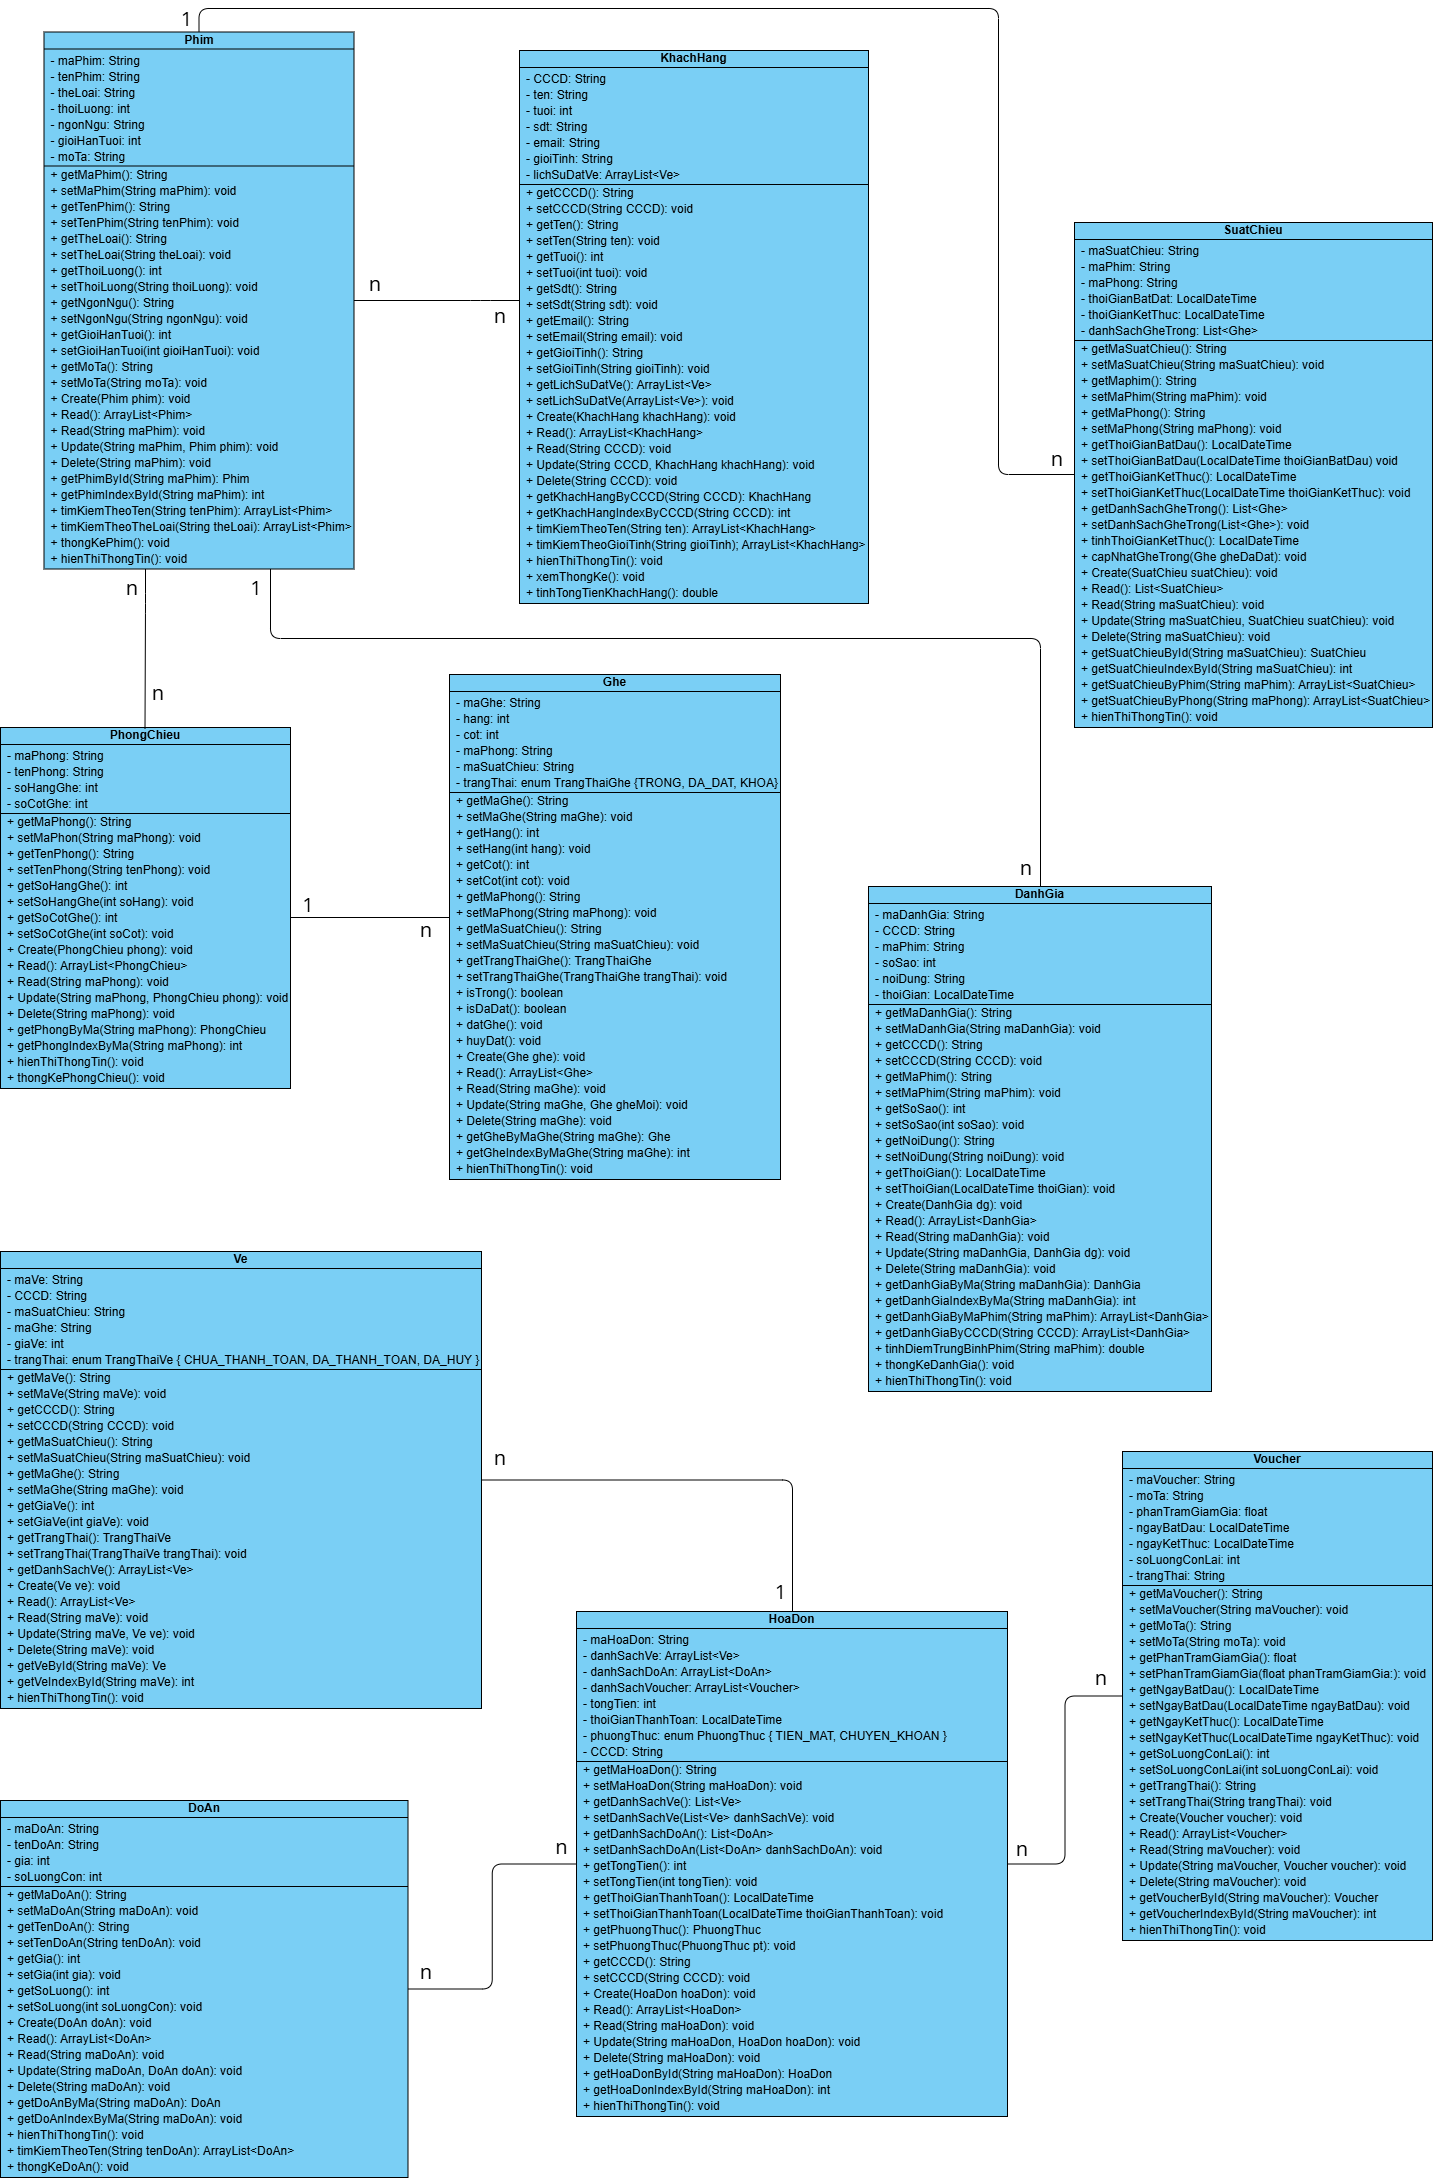 1
Phim
- maPhim: String
- tenPhim: String
- theLoai: String
- thoiLuong: int
- ngonNgu: String
- gioiHanTuoi: int
- moTa: String
+ getMaPhim(): String
+ setMaPhim(String maPhim): void
+ getTenPhim(): String
+ setTenPhim(String tenPhim): void
+ getTheLoai(): String
+ setTheLoai(String theLoai): void
+ getThoiLuong(): int
+ setThoiLuong(String thoiLuong): void
+ getNgonNgu(): String
+ setNgonNgu(String ngonNgu): void
+ getGioiHanTuoi(): int
+ setGioiHanTuoi(int gioiHanTuoi): void
+ getMoTa(): String
+ setMoTa(String moTa): void
+ Create(Phim phim): void
+ Read(): ArrayList<Phim>
+ Read(String maPhim): void
+ Update(String maPhim, Phim phim): void
+ Delete(String maPhim): void
+ getPhimById(String maPhim): Phim
+ getPhimIndexById(String maPhim): int
+ timKiemTheoTen(String tenPhim): ArrayList<Phim>
+ timKiemTheoTheLoai(String theLoai): ArrayList<Phim>
+ thongKePhim(): void
+ hienThiThongTin(): void
n
n
KhachHang
- CCCD: String
- ten: String
- tuoi: int
- sdt: String
- email: String
- gioiTinh: String
- lichSuDatVe: ArrayList<Ve>
+ getCCCD(): String
+ setCCCD(String CCCD): void
+ getTen(): String
+ setTen(String ten): void
+ getTuoi(): int
+ setTuoi(int tuoi): void
+ getSdt(): String
+ setSdt(String sdt): void
+ getEmail(): String
+ setEmail(String email): void
+ getGioiTinh(): String
+ setGioiTinh(String gioiTinh): void
+ getLichSuDatVe(): ArrayList<Ve>
+ setLichSuDatVe(ArrayList<Ve>): void
+ Create(KhachHang khachHang): void
+ Read(): ArrayList<KhachHang>
+ Read(String CCCD): void
+ Update(String CCCD, KhachHang khachHang): void
+ Delete(String CCCD): void
+ getKhachHangByCCCD(String CCCD): KhachHang
+ getKhachHangIndexByCCCD(String CCCD): int
+ timKiemTheoTen(String ten): ArrayList<KhachHang>
+ timKiemTheoGioiTinh(String gioiTinh); ArrayList<KhachHang>
+ hienThiThongTin(): void
+ xemThongKe(): void
+ tinhTongTienKhachHang(): double
n
SuatChieu
- maSuatChieu: String
- maPhim: String
- maPhong: String
- thoiGianBatDat: LocalDateTime
- thoiGianKetThuc: LocalDateTime
- danhSachGheTrong: List<Ghe>
+ getMaSuatChieu(): String
+ setMaSuatChieu(String maSuatChieu): void
+ getMaphim(): String
+ setMaPhim(String maPhim): void
+ getMaPhong(): String
+ setMaPhong(String maPhong): void
+ getThoiGianBatDau(): LocalDateTime
+ setThoiGianBatDau(LocalDateTime thoiGianBatDau) void
+ getThoiGianKetThuc(): LocalDateTime
+ setThoiGianKetThuc(LocalDateTime thoiGianKetThuc): void
+ getDanhSachGheTrong(): List<Ghe>
+ setDanhSachGheTrong(List<Ghe>): void
+ tinhThoiGianKetThuc(): LocalDateTime
+ capNhatGheTrong(Ghe gheDaDat): void
+ Create(SuatChieu suatChieu): void
+ Read(): List<SuatChieu>
+ Read(String maSuatChieu): void
+ Update(String maSuatChieu, SuatChieu suatChieu): void
+ Delete(String maSuatChieu): void
+ getSuatChieuById(String maSuatChieu): SuatChieu
+ getSuatChieuIndexById(String maSuatChieu): int
+ getSuatChieuByPhim(String maPhim): ArrayList<SuatChieu>
+ getSuatChieuByPhong(String maPhong): ArrayList<SuatChieu>
+ hienThiThongTin(): void
n
1
n
PhongChieu
- maPhong: String
- tenPhong: String
- soHangGhe: int
- soCotGhe: int
+ getMaPhong(): String
+ setMaPhon(String maPhong): void
+ getTenPhong(): String
+ setTenPhong(String tenPhong): void
+ getSoHangGhe(): int
+ setSoHangGhe(int soHang): void
+ getSoCotGhe(): int
+ setSoCotGhe(int soCot): void
+ Create(PhongChieu phong): void
+ Read(): ArrayList<PhongChieu>
+ Read(String maPhong): void
+ Update(String maPhong, PhongChieu phong): void
+ Delete(String maPhong): void
+ getPhongByMa(String maPhong): PhongChieu
+ getPhongIndexByMa(String maPhong): int
+ hienThiThongTin(): void
+ thongKePhongChieu(): void
1
n
Ghe
- maGhe: String
- hang: int
- cot: int
- maPhong: String
- maSuatChieu: String
- trangThai: enum TrangThaiGhe {TRONG, DA_DAT, KHOA}
+ getMaGhe(): String
+ setMaGhe(String maGhe): void
+ getHang(): int
+ setHang(int hang): void
+ getCot(): int
+ setCot(int cot): void
+ getMaPhong(): String
+ setMaPhong(String maPhong): void
+ getMaSuatChieu(): String
+ setMaSuatChieu(String maSuatChieu): void
+ getTrangThaiGhe(): TrangThaiGhe
+ setTrangThaiGhe(TrangThaiGhe trangThai): void
+ isTrong(): boolean
+ isDaDat(): boolean
+ datGhe(): void
+ huyDat(): void
+ Create(Ghe ghe): void
+ Read(): ArrayList<Ghe>
+ Read(String maGhe): void
+ Update(String maGhe, Ghe gheMoi): void
+ Delete(String maGhe): void
+ getGheByMaGhe(String maGhe): Ghe
+ getGheIndexByMaGhe(String maGhe): int
+ hienThiThongTin(): void
n
DanhGia
- maDanhGia: String
- CCCD: String
- maPhim: String
- soSao: int
- noiDung: String
- thoiGian: LocalDateTime
+ getMaDanhGia(): String
+ setMaDanhGia(String maDanhGia): void
+ getCCCD(): String
+ setCCCD(String CCCD): void
+ getMaPhim(): String
+ setMaPhim(String maPhim): void
+ getSoSao(): int
+ setSoSao(int soSao): void
+ getNoiDung(): String
+ setNoiDung(String noiDung): void
+ getThoiGian(): LocalDateTime
+ setThoiGian(LocalDateTime thoiGian): void
+ Create(DanhGia dg): void
+ Read(): ArrayList<DanhGia>
+ Read(String maDanhGia): void
+ Update(String maDanhGia, DanhGia dg): void
+ Delete(String maDanhGia): void
+ getDanhGiaByMa(String maDanhGia): DanhGia
+ getDanhGiaIndexByMa(String maDanhGia): int
+ getDanhGiaByMaPhim(String maPhim): ArrayList<DanhGia>
+ getDanhGiaByCCCD(String CCCD): ArrayList<DanhGia>
+ tinhDiemTrungBinhPhim(String maPhim): double
+ thongKeDanhGia(): void
+ hienThiThongTin(): void
Ve
- maVe: String
- CCCD: String
- maSuatChieu: String
- maGhe: String
- giaVe: int
- trangThai: enum TrangThaiVe { CHUA_THANH_TOAN, DA_THANH_TOAN, DA_HUY }
+ getMaVe(): String
+ setMaVe(String maVe): void
+ getCCCD(): String
+ setCCCD(String CCCD): void
+ getMaSuatChieu(): String
+ setMaSuatChieu(String maSuatChieu): void
+ getMaGhe(): String
+ setMaGhe(String maGhe): void
+ getGiaVe(): int
+ setGiaVe(int giaVe): void
+ getTrangThai(): TrangThaiVe
+ setTrangThai(TrangThaiVe trangThai): void
+ getDanhSachVe(): ArrayList<Ve>
+ Create(Ve ve): void
+ Read(): ArrayList<Ve>
+ Read(String maVe): void
+ Update(String maVe, Ve ve): void
+ Delete(String maVe): void
+ getVeById(String maVe): Ve
+ getVeIndexById(String maVe): int
+ hienThiThongTin(): void
n
1
HoaDon
- maHoaDon: String
- danhSachVe: ArrayList<Ve>
- danhSachDoAn: ArrayList<DoAn>
- danhSachVoucher: ArrayList<Voucher>
- tongTien: int
- thoiGianThanhToan: LocalDateTime
- phuongThuc: enum PhuongThuc { TIEN_MAT, CHUYEN_KHOAN }
- CCCD: String
+ getMaHoaDon(): String
+ setMaHoaDon(String maHoaDon): void
+ getDanhSachVe(): List<Ve>
+ setDanhSachVe(List<Ve> danhSachVe): void
+ getDanhSachDoAn(): List<DoAn>
+ setDanhSachDoAn(List<DoAn> danhSachDoAn): void
+ getTongTien(): int
+ setTongTien(int tongTien): void
+ getThoiGianThanhToan(): LocalDateTime
+ setThoiGianThanhToan(LocalDateTime thoiGianThanhToan): void
+ getPhuongThuc(): PhuongThuc
+ setPhuongThuc(PhuongThuc pt): void
+ getCCCD(): String
+ setCCCD(String CCCD): void
+ Create(HoaDon hoaDon): void
+ Read(): ArrayList<HoaDon>
+ Read(String maHoaDon): void
+ Update(String maHoaDon, HoaDon hoaDon): void
+ Delete(String maHoaDon): void
+ getHoaDonById(String maHoaDon): HoaDon
+ getHoaDonIndexById(String maHoaDon): int
+ hienThiThongTin(): void
n
n
Voucher
- maVoucher: String
- moTa: String
- phanTramGiamGia: float
- ngayBatDau: LocalDateTime
- ngayKetThuc: LocalDateTime
- soLuongConLai: int
- trangThai: String
+ getMaVoucher(): String
+ setMaVoucher(String maVoucher): void
+ getMoTa(): String
+ setMoTa(String moTa): void
+ getPhanTramGiamGia(): float
+ setPhanTramGiamGia(float phanTramGiamGia:): void
+ getNgayBatDau(): LocalDateTime
+ setNgayBatDau(LocalDateTime ngayBatDau): void
+ getNgayKetThuc(): LocalDateTime
+ setNgayKetThuc(LocalDateTime ngayKetThuc): void
+ getSoLuongConLai(): int
+ setSoLuongConLai(int soLuongConLai): void
+ getTrangThai(): String
+ setTrangThai(String trangThai): void
+ Create(Voucher voucher): void
+ Read(): ArrayList<Voucher>
+ Read(String maVoucher): void
+ Update(String maVoucher, Voucher voucher): void
+ Delete(String maVoucher): void
+ getVoucherById(String maVoucher): Voucher
+ getVoucherIndexById(String maVoucher): int
+ hienThiThongTin(): void
DoAn
- maDoAn: String
- tenDoAn: String
- gia: int
- soLuongCon: int
+ getMaDoAn(): String
+ setMaDoAn(String maDoAn): void
+ getTenDoAn(): String
+ setTenDoAn(String tenDoAn): void
+ getGia(): int
+ setGia(int gia): void
+ getSoLuong(): int
+ setSoLuong(int soLuongCon): void
+ Create(DoAn doAn): void
+ Read(): ArrayList<DoAn>
+ Read(String maDoAn): void
+ Update(String maDoAn, DoAn doAn): void
+ Delete(String maDoAn): void
+ getDoAnByMa(String maDoAn): DoAn
+ getDoAnIndexByMa(String maDoAn): void
+ hienThiThongTin(): void
+ timKiemTheoTen(String tenDoAn): ArrayList<DoAn>
+ thongKeDoAn(): void
n
n